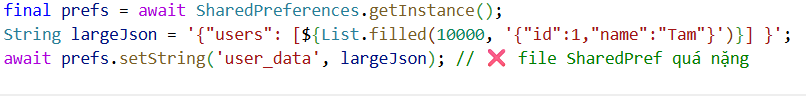 final prefs = await SharedPreferences.getInstance();
String largeJson = '{"users": [${List.filled(10000, '{"id":1,"name":"Tam"}')}] }';
await prefs.setString('user_data', largeJson); // ❌ file SharedPref quá nặng